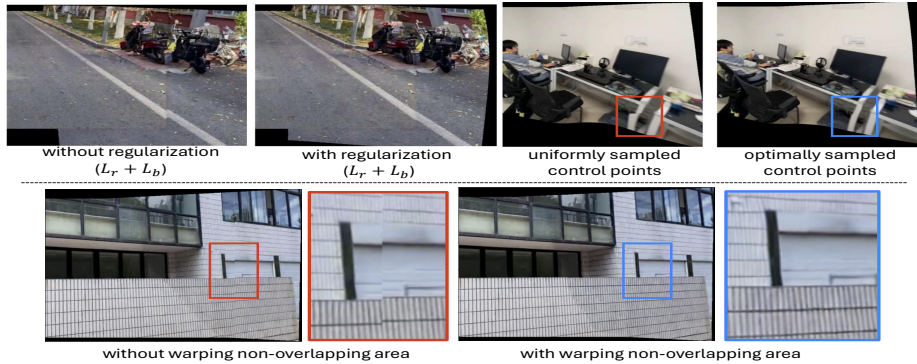 without regularization
(L_r + L_b)
with regularization
(L_r + L_b)
uniformly sampled
control points
optimally sampled
control points
without warping non-overlapping area
with warping non-overlapping area